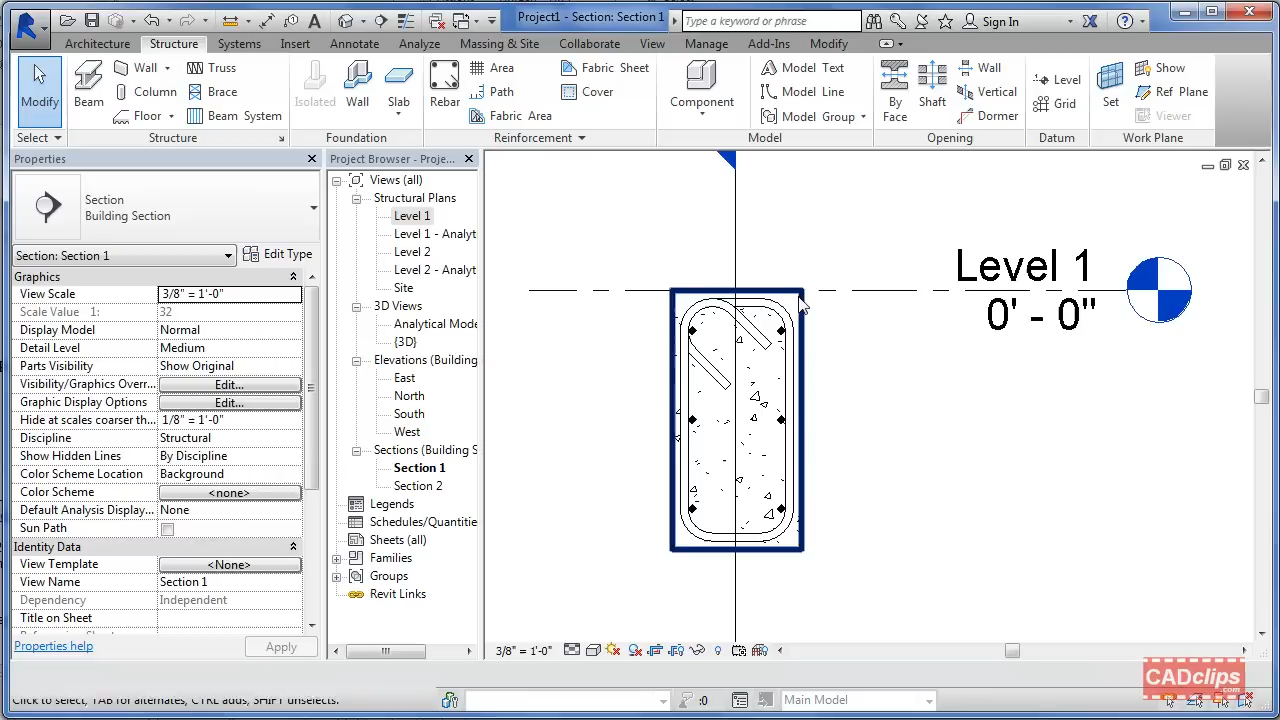 Project1 - Section: Section 1
Type a keyword or phrase
Sign In
Architecture Structure Systems Insert Annotate Analyze Massing & Site Collaborate View Manage Add-Ins Modify
Modify
Beam
Wall
Column
Floor
Truss
Brace
Beam System
Isolated
Wall
Slab
Rebar
Area
Path
Fabric Area
Fabric Sheet
Cover
Component
Model Text
Model Line
Model Group
By
Face
Shaft
Wall
Vertical
Dormer
Level
Grid
Set
Show
Ref Plane
Viewer
Select
Structure
Foundation
Reinforcement
Model
Opening
Datum
Work Plane
Properties
Section
Building Section
Section: Section 1
Edit Type
Graphics
View Scale 3/8" = 1'-0"
Scale Value 1: 32
Display Model Normal
Detail Level Medium
Parts Visibility Show Original
Visibility/Graphics Overr... Edit...
Graphic Display Options Edit...
Hide at scales coarser th... 1/8" = 1'-0"
Discipline Structural
Show Hidden Lines By Discipline
Color Scheme Location Background
Color Scheme <none>
Default Analysis Display... None
Sun Path
Identity Data
View Template <None>
View Name Section 1
Dependency Independent
Title on Sheet
Properties help
Apply
Project Browser - Proje...
Views (all)
Structural Plans
Level 1
Level 1 - Analyt
Level 2
Level 2 - Analyt
Site
3D Views
Analytical Mode
{3D}
Elevations (Building
East
North
South
West
Sections (Building S
Section 1
Section 2
Legends
Schedules/Quantitie
Sheets (all)
Families
Groups
Revit Links
Level 1
0' - 0"
3/8" = 1'-0"
CADclips
.com
Click to select, TAB for alternates, CTRL adds, SHIFT unselects.
:0
Main Model